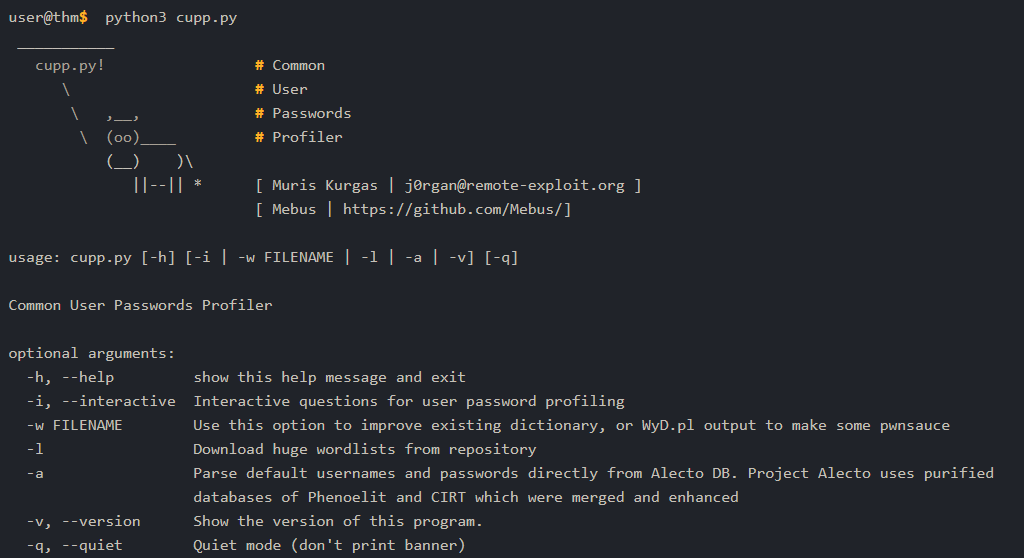 user@thm$  python3 cupp.py
 ___________
   cupp.py!                 # Common
      \                     # User
       \   ,__,             # Passwords
        \  (oo)____         # Profiler
           (__)    )\
              ||--|| *      [ Muris Kurgas | j0rgan@remote-exploit.org ]
                            [ Mebus | https://github.com/Mebus/]

usage: cupp.py [-h] [-i | -w FILENAME | -l | -a | -v] [-q]

Common User Passwords Profiler

optional arguments:
  -h, --help         show this help message and exit
  -i, --interactive  Interactive questions for user password profiling
  -w FILENAME        Use this option to improve existing dictionary, or WyD.pl output to make some pwnsauce
  -l                 Download huge wordlists from repository
  -a                 Parse default usernames and passwords directly from Alecto DB. Project Alecto uses purified
                     databases of Phenoelit and CIRT which were merged and enhanced
  -v, --version      Show the version of this program.
  -q, --quiet        Quiet mode (don't print banner)